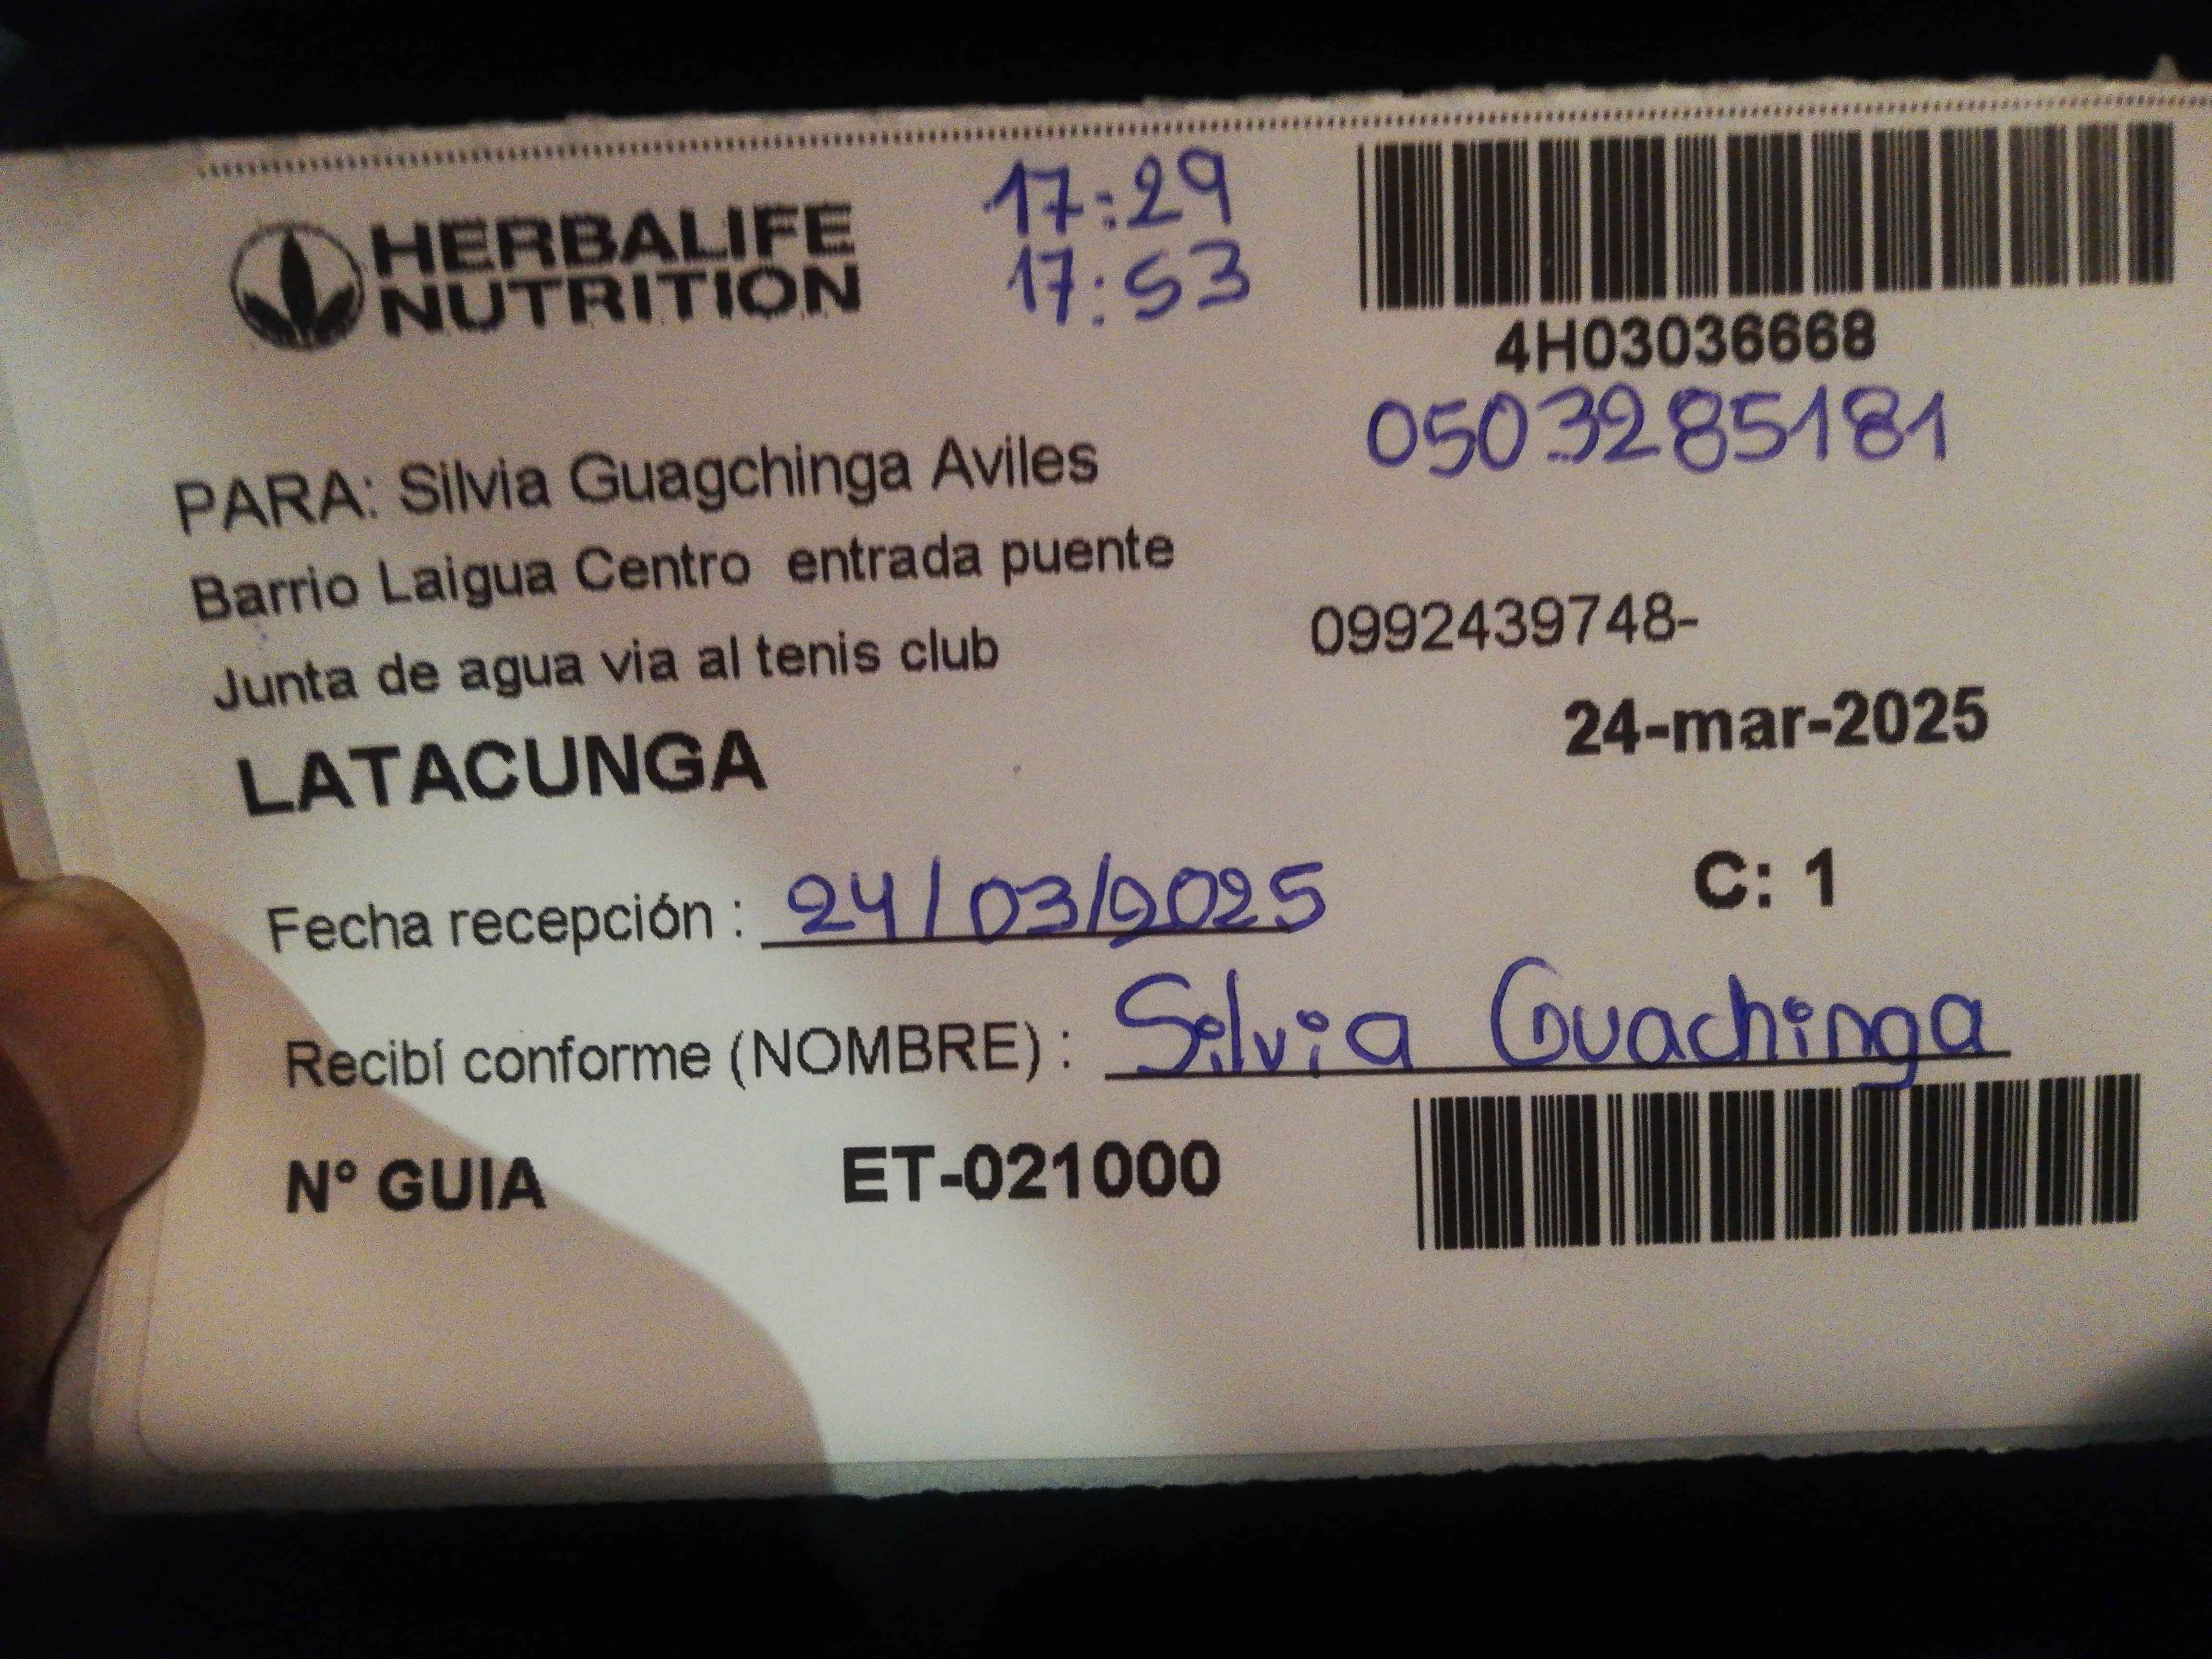 HERBALIFE
NUTRITION
17:29
17:53
4H03036668
0503285181
PARA: Silvia Guagchinga Aviles
Barrio Laigua Centro entrada puente
Junta de agua via al tenis club
0992439748-
LATACUNGA
24-mar-2025
C: 1
Fecha recepción : 24/03/2025
Recibí conforme (NOMBRE) : Silvia Guachinga
N° GUIA ET-021000